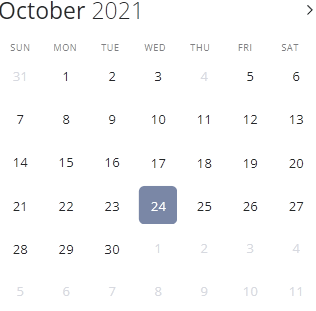 October 2021
SUN MON TUE WED THU FRI SAT
31 1 2 3 4 5 6
7 8 9 10 11 12 13
14 15 16 17 18 19 20
21 22 23 24 25 26 27
28 29 30 1 2 3 4
5 6 7 8 9 10 11